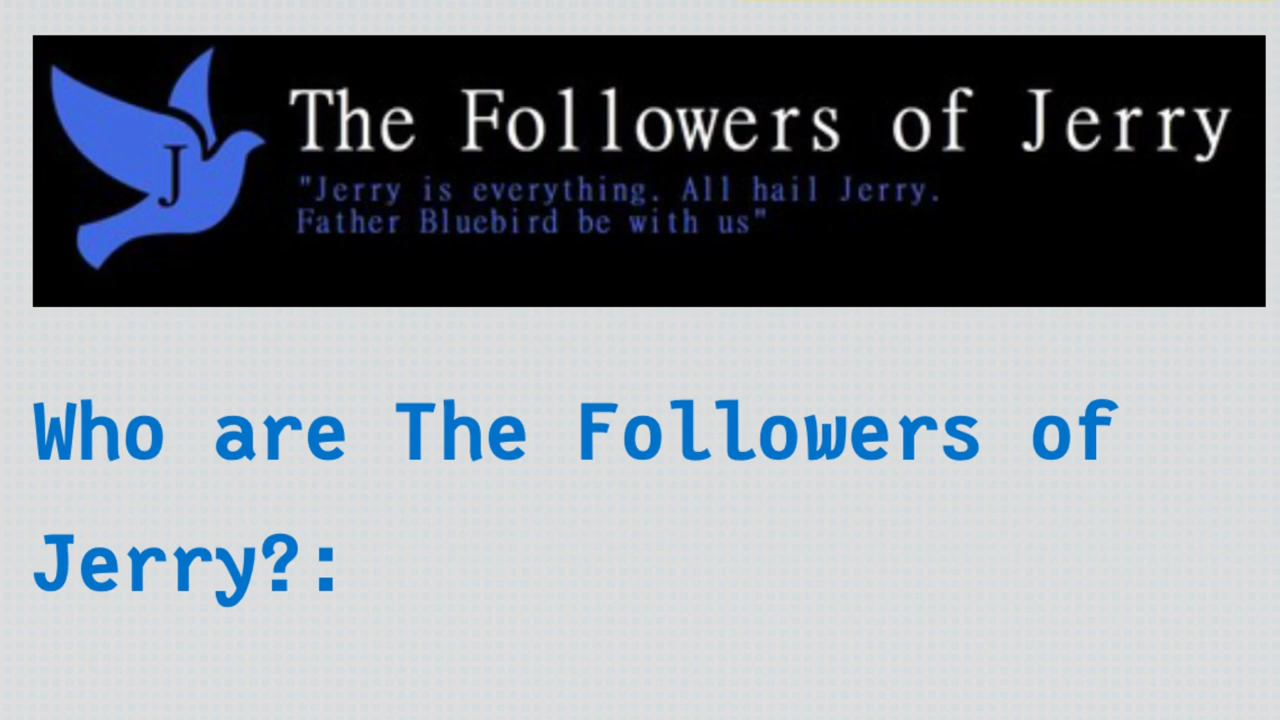 J
The Followers of Jerry
"Jerry is everything. All hail Jerry.
Father Bluebird be with us"
Who are The Followers of
Jerry?: